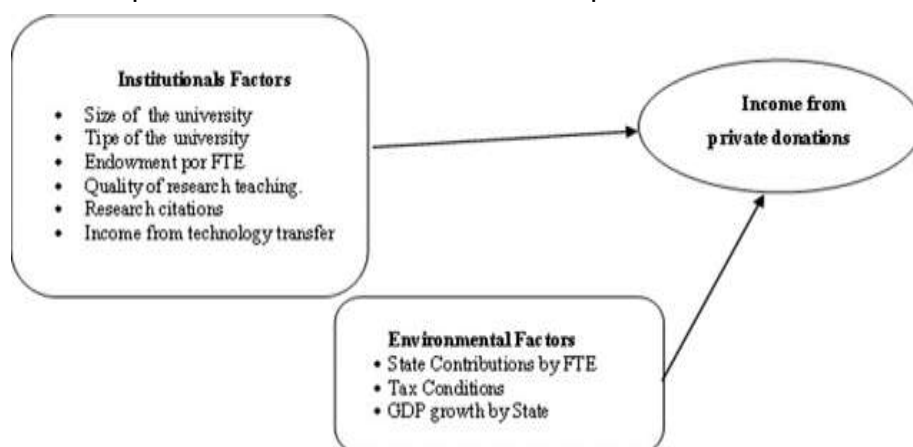 Institutionals Factors
• Size of the university
• Tipe of the university
• Endowment por FTE
• Quality of research teaching.
• Research citations
• Income from technology transfer
Income from
private donations
Environmental Factors
• State Contributions by FTE
• Tax Conditions
• GDP growth by State